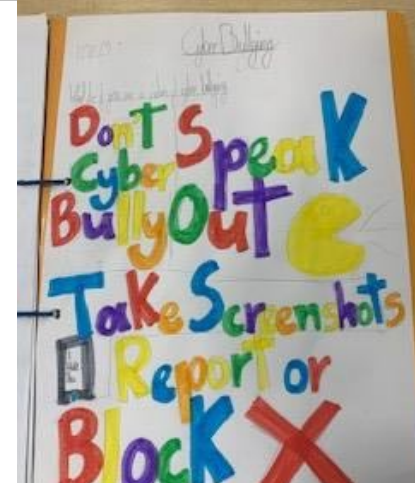 Cyber Bullying
Don't Speak
Cyber
Bully Out
Take Screenshots
Report or
Block